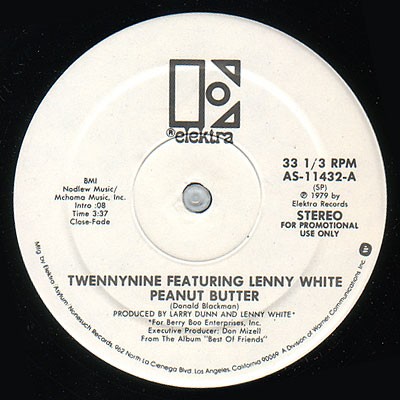 ® elektra
33 1/3 RPM
AS-11432-A
(SP)
Ⓟ 1979 by
Elektra Records
STEREO
FOR PROMOTIONAL
USE ONLY
BMI
Nodlew Music/
Mchoma Music, Inc.
Intro :08
Time 3:37
Close-Fade
TWENNYNINE FEATURING LENNY WHITE
PEANUT BUTTER
(Donald Blackman)
PRODUCED BY LARRY DUNN AND LENNY WHITE*
*For Berry Boo Enterprises, Inc.
Executive Producer: Don Mizell
From The Album "Best Of Friends"
Mfg. by Elektra/Asylum/Nonesuch Records, 962 North La Cienega Blvd. Los Angeles, California 90069. A Division of Warner Communications Inc.